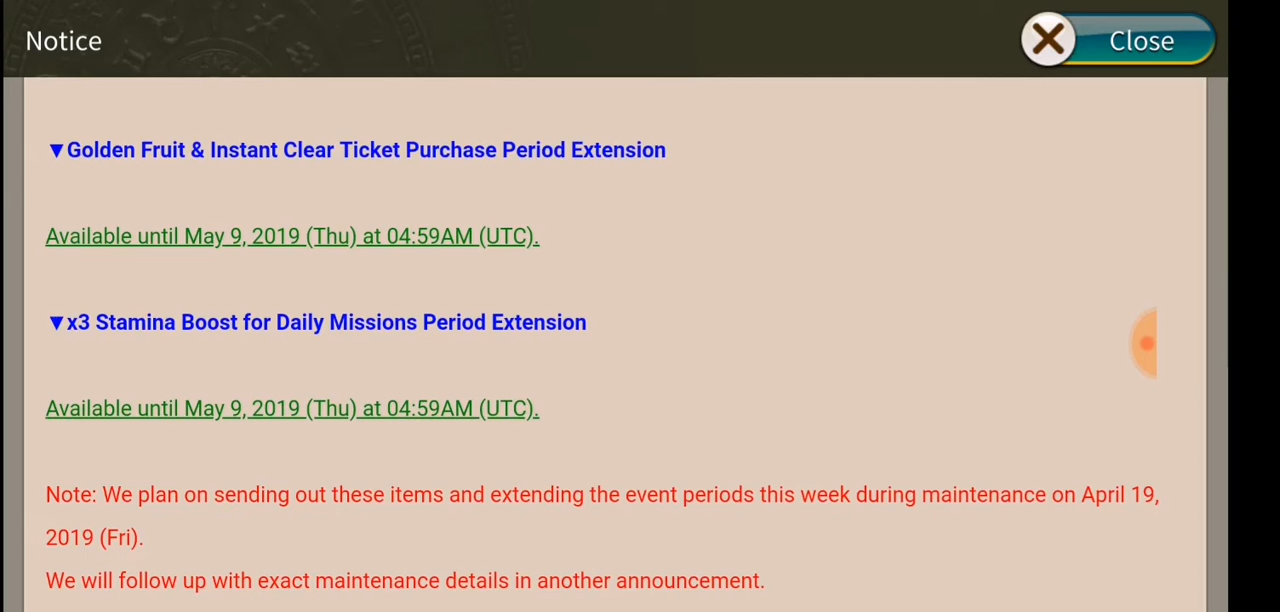 Notice
Close
▼Golden Fruit & Instant Clear Ticket Purchase Period Extension
Available until May 9, 2019 (Thu) at 04:59AM (UTC).
▼x3 Stamina Boost for Daily Missions Period Extension
Available until May 9, 2019 (Thu) at 04:59AM (UTC).
Note: We plan on sending out these items and extending the event periods this week during maintenance on April 19,
2019 (Fri).
We will follow up with exact maintenance details in another announcement.